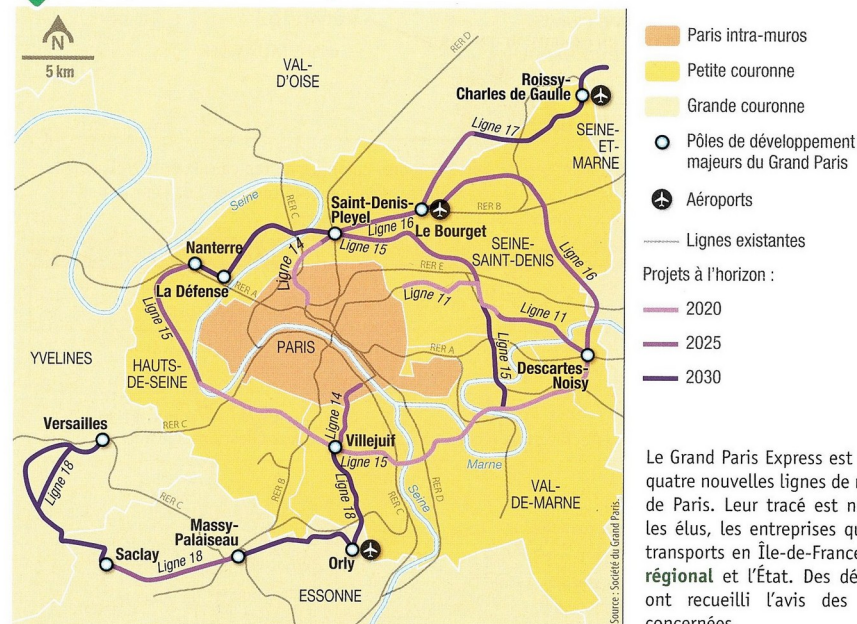 N
5 km
VAL-
D'OISE
RER D
Roissy-
Charles de Gaulle
SEINE-
ET-
MARNE
Ligne 17
Seine
RER C
Saint-Denis-
Pleyel
Ligne 16
RER B
Le Bourget
Ligne 14
Ligne 15
SEINE-
SAINT-DENIS
Ligne 16
Nanterre
La Défense
RER A
RER E
Ligne 11
Ligne 11
Ligne 15
YVELINES
HAUTS-
DE-SEINE
PARIS
RER A
Ligne 15
Descartes-
Noisy
Versailles
RER C
Ligne 14
Villejuif
Ligne 15
Marne
Ligne 18
VAL-
DE-MARNE
RER C
Massy-
Palaiseau
Ligne 18
RER C
Seine
RER D
Saclay
Ligne 18
Orly
ESSONNE
Source : Société du Grand Paris.
Paris intra-muros
Petite couronne
Grande couronne
Pôles de développement
majeurs du Grand Paris
Aéroports
Lignes existantes
Projets à l'horizon :
2020
2025
2030
Le Grand Paris Express est
quatre nouvelles lignes de
de Paris. Leur tracé est
les élus, les entreprises
transports en Île-de-France
régional et l'État. Des
ont recueilli l'avis des
concernées.